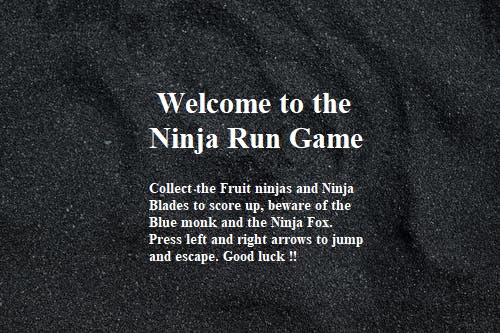 Welcome to the
Ninja Run Game
Collect the Fruit ninjas and Ninja
Blades to score up, beware of the
Blue monk and the Ninja Fox.
Press left and right arrows to jump
and escape. Good luck !!